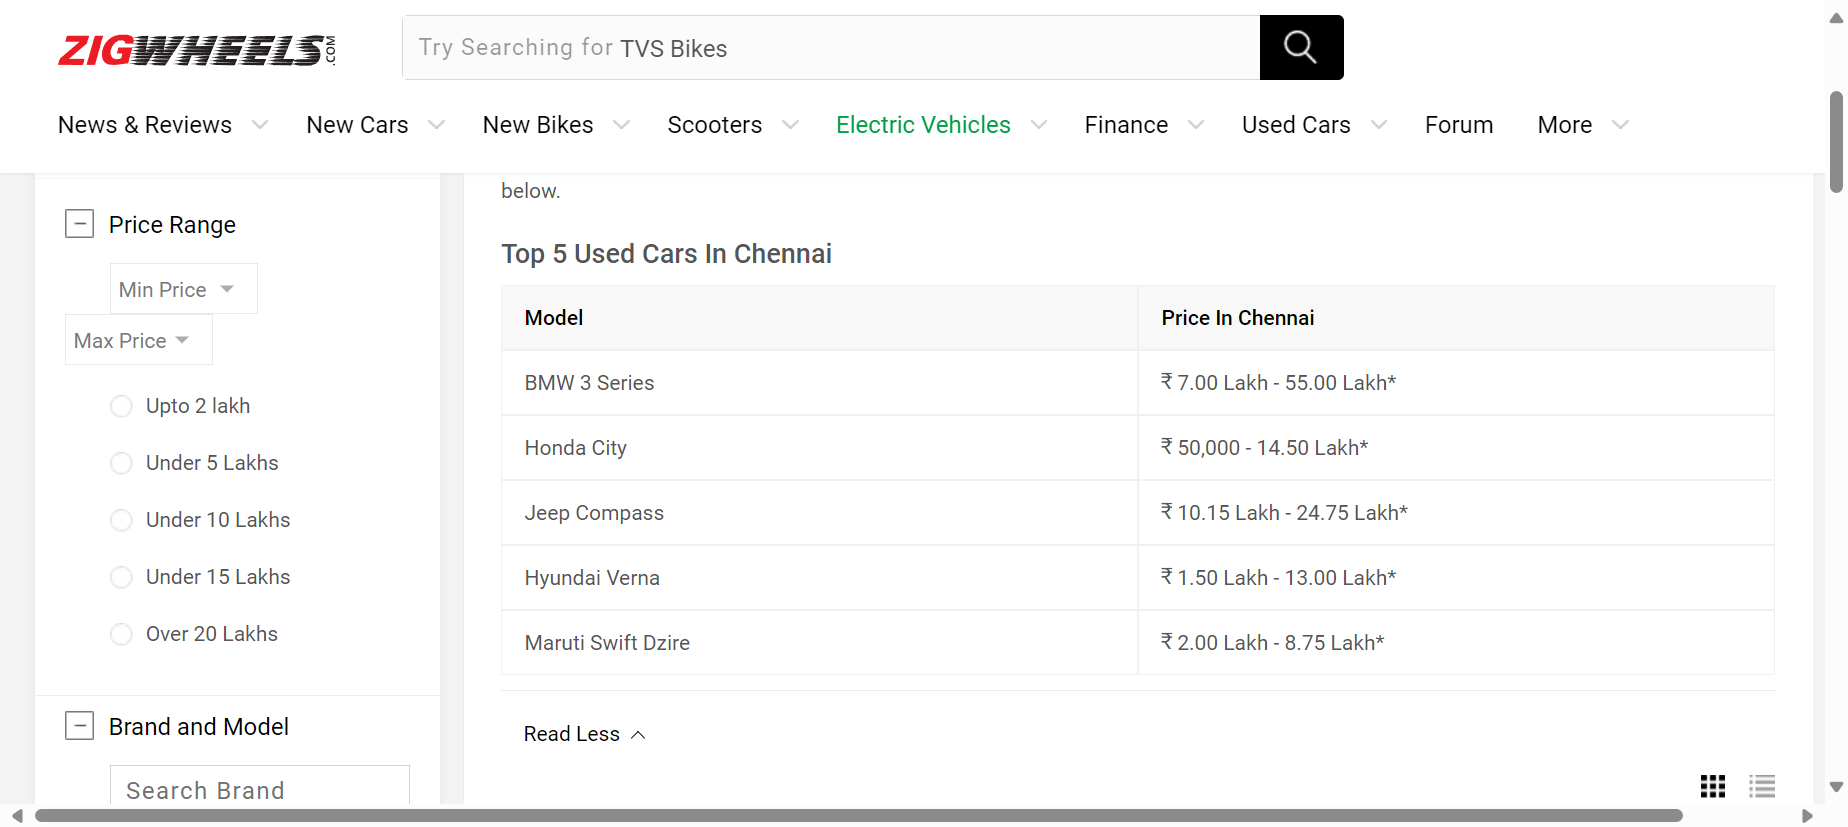 ZIGWHEELS.COM
Try Searching for TVS Bikes
News & Reviews New Cars New Bikes Scooters Electric Vehicles Finance Used Cars Forum More
below.
Price Range
Min Price
Max Price
Upto 2 lakh
Under 5 Lakhs
Under 10 Lakhs
Under 15 Lakhs
Over 20 Lakhs
Brand and Model
Search Brand
Top 5 Used Cars In Chennai
Model Price In Chennai
BMW 3 Series ₹ 7.00 Lakh - 55.00 Lakh*
Honda City ₹ 50,000 - 14.50 Lakh*
Jeep Compass ₹ 10.15 Lakh - 24.75 Lakh*
Hyundai Verna ₹ 1.50 Lakh - 13.00 Lakh*
Maruti Swift Dzire ₹ 2.00 Lakh - 8.75 Lakh*
Read Less